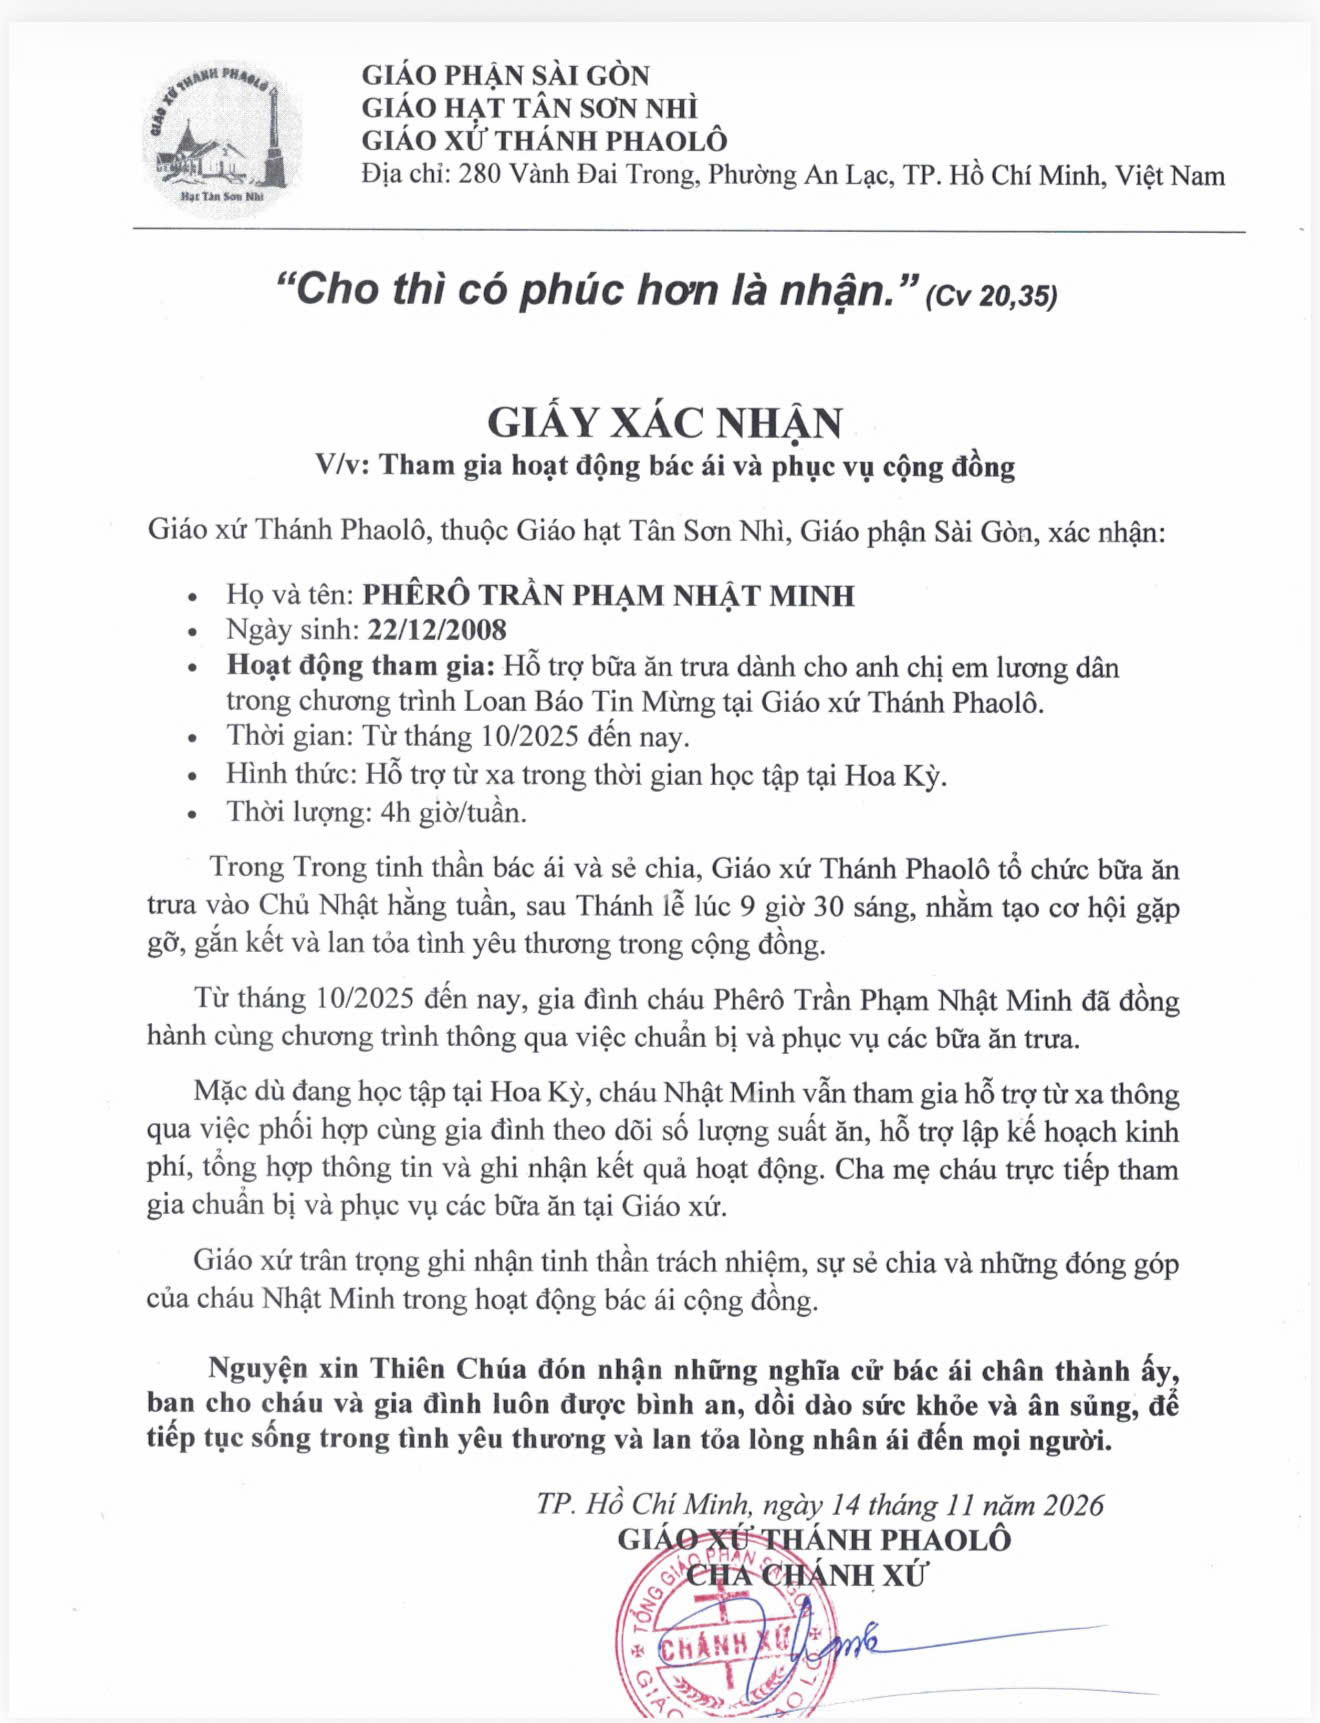 GIÁO XỨ THÁNH PHAOLÔ
Hạt Tân Sơn Nhì
GIÁO PHẬN SÀI GÒN
GIÁO HẠT TÂN SƠN NHÌ
GIÁO XỨ THÁNH PHAOLÔ
Địa chỉ: 280 Vành Đai Trong, Phường An Lạc, TP. Hồ Chí Minh, Việt Nam
“Cho thì có phúc hơn là nhận.” (Cv 20,35)
GIẤY XÁC NHẬN
V/v: Tham gia hoạt động bác ái và phục vụ cộng đồng
Giáo xứ Thánh Phaolô, thuộc Giáo hạt Tân Sơn Nhì, Giáo phận Sài Gòn, xác nhận:
• Họ và tên: PHÊRÔ TRẦN PHẠM NHẬT MINH
• Ngày sinh: 22/12/2008
• Hoạt động tham gia: Hỗ trợ bữa ăn trưa dành cho anh chị em lương dân
trong chương trình Loan Báo Tin Mừng tại Giáo xứ Thánh Phaolô.
• Thời gian: Từ tháng 10/2025 đến nay.
• Hình thức: Hỗ trợ từ xa trong thời gian học tập tại Hoa Kỳ.
• Thời lượng: 4h giờ/tuần.
Trong Trong tinh thần bác ái và sẻ chia, Giáo xứ Thánh Phaolô tổ chức bữa ăn
trưa vào Chủ Nhật hằng tuần, sau Thánh lễ lúc 9 giờ 30 sáng, nhằm tạo cơ hội gặp
gỡ, gắn kết và lan tỏa tình yêu thương trong cộng đồng.
Từ tháng 10/2025 đến nay, gia đình cháu Phêrô Trần Phạm Nhật Minh đã đồng
hành cùng chương trình thông qua việc chuẩn bị và phục vụ các bữa ăn trưa.
Mặc dù đang học tập tại Hoa Kỳ, cháu Nhật Minh vẫn tham gia hỗ trợ từ xa thông
qua việc phối hợp cùng gia đình theo dõi số lượng suất ăn, hỗ trợ lập kế hoạch kinh
phí, tổng hợp thông tin và ghi nhận kết quả hoạt động. Cha mẹ cháu trực tiếp tham
gia chuẩn bị và phục vụ các bữa ăn tại Giáo xứ.
Giáo xứ trân trọng ghi nhận tinh thần trách nhiệm, sự sẻ chia và những đóng góp
của cháu Nhật Minh trong hoạt động bác ái cộng đồng.
Nguyện xin Thiên Chúa đón nhận những nghĩa cử bác ái chân thành ấy,
ban cho cháu và gia đình luôn được bình an, dồi dào sức khỏe và ân sủng, để
tiếp tục sống trong tình yêu thương và lan tỏa lòng nhân ái đến mọi người.
TP. Hồ Chí Minh, ngày 14 tháng 11 năm 2026
GIÁO XỨ THÁNH PHAOLÔ
CHA CHÁNH XỨ
TỔNG GIÁO PHẬN SÀI GÒN
CHÁNH XỨ